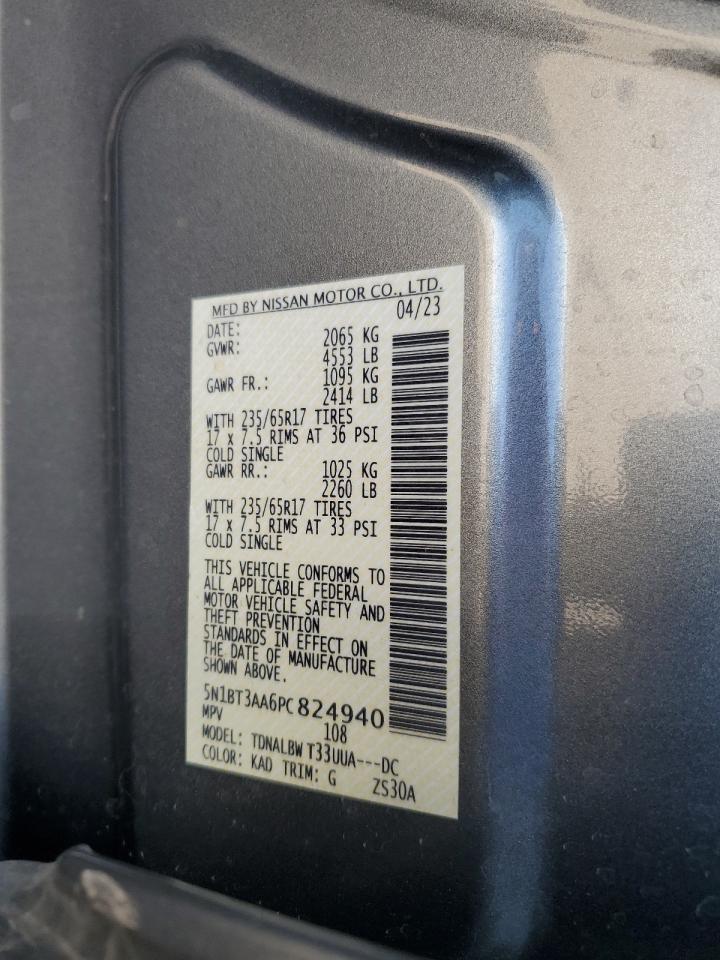 MFD BY NISSAN MOTOR CO., LTD.
DATE: 04/23
GVWR: 2065 KG
4553 LB
GAWR FR.: 1095 KG
2414 LB
WITH 235/65R17 TIRES
17 x 7.5 RIMS AT 36 PSI
COLD SINGLE
GAWR RR.: 1025 KG
2260 LB
WITH 235/65R17 TIRES
17 x 7.5 RIMS AT 33 PSI
COLD SINGLE
THIS VEHICLE CONFORMS TO
ALL APPLICABLE FEDERAL
MOTOR VEHICLE SAFETY AND
THEFT PREVENTION
STANDARDS IN EFFECT ON
THE DATE OF MANUFACTURE
SHOWN ABOVE.
5N1BT3AA6PC824940
MPV 108
MODEL: TDNALBW T33UUA---DC
COLOR: KAD TRIM: G ZS30A